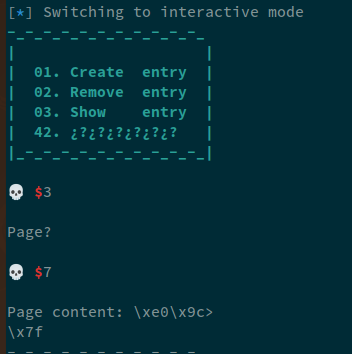 [*] Switching to interactive mode
-_-_-_-_-_-_-_-_-_-_-_
|                     |
|  01. Create  entry  |
|  02. Remove  entry  |
|  03. Show    entry  |
|  42. ¿?¿?¿?¿?¿?¿?   |
|_-_-_-_-_-_-_-_-_-_-_|
💀 $3
Page?
💀 $7
Page content: \xe0\x9c>
\x7f
-_-_-_-_-_-_-_-_-_-_-_